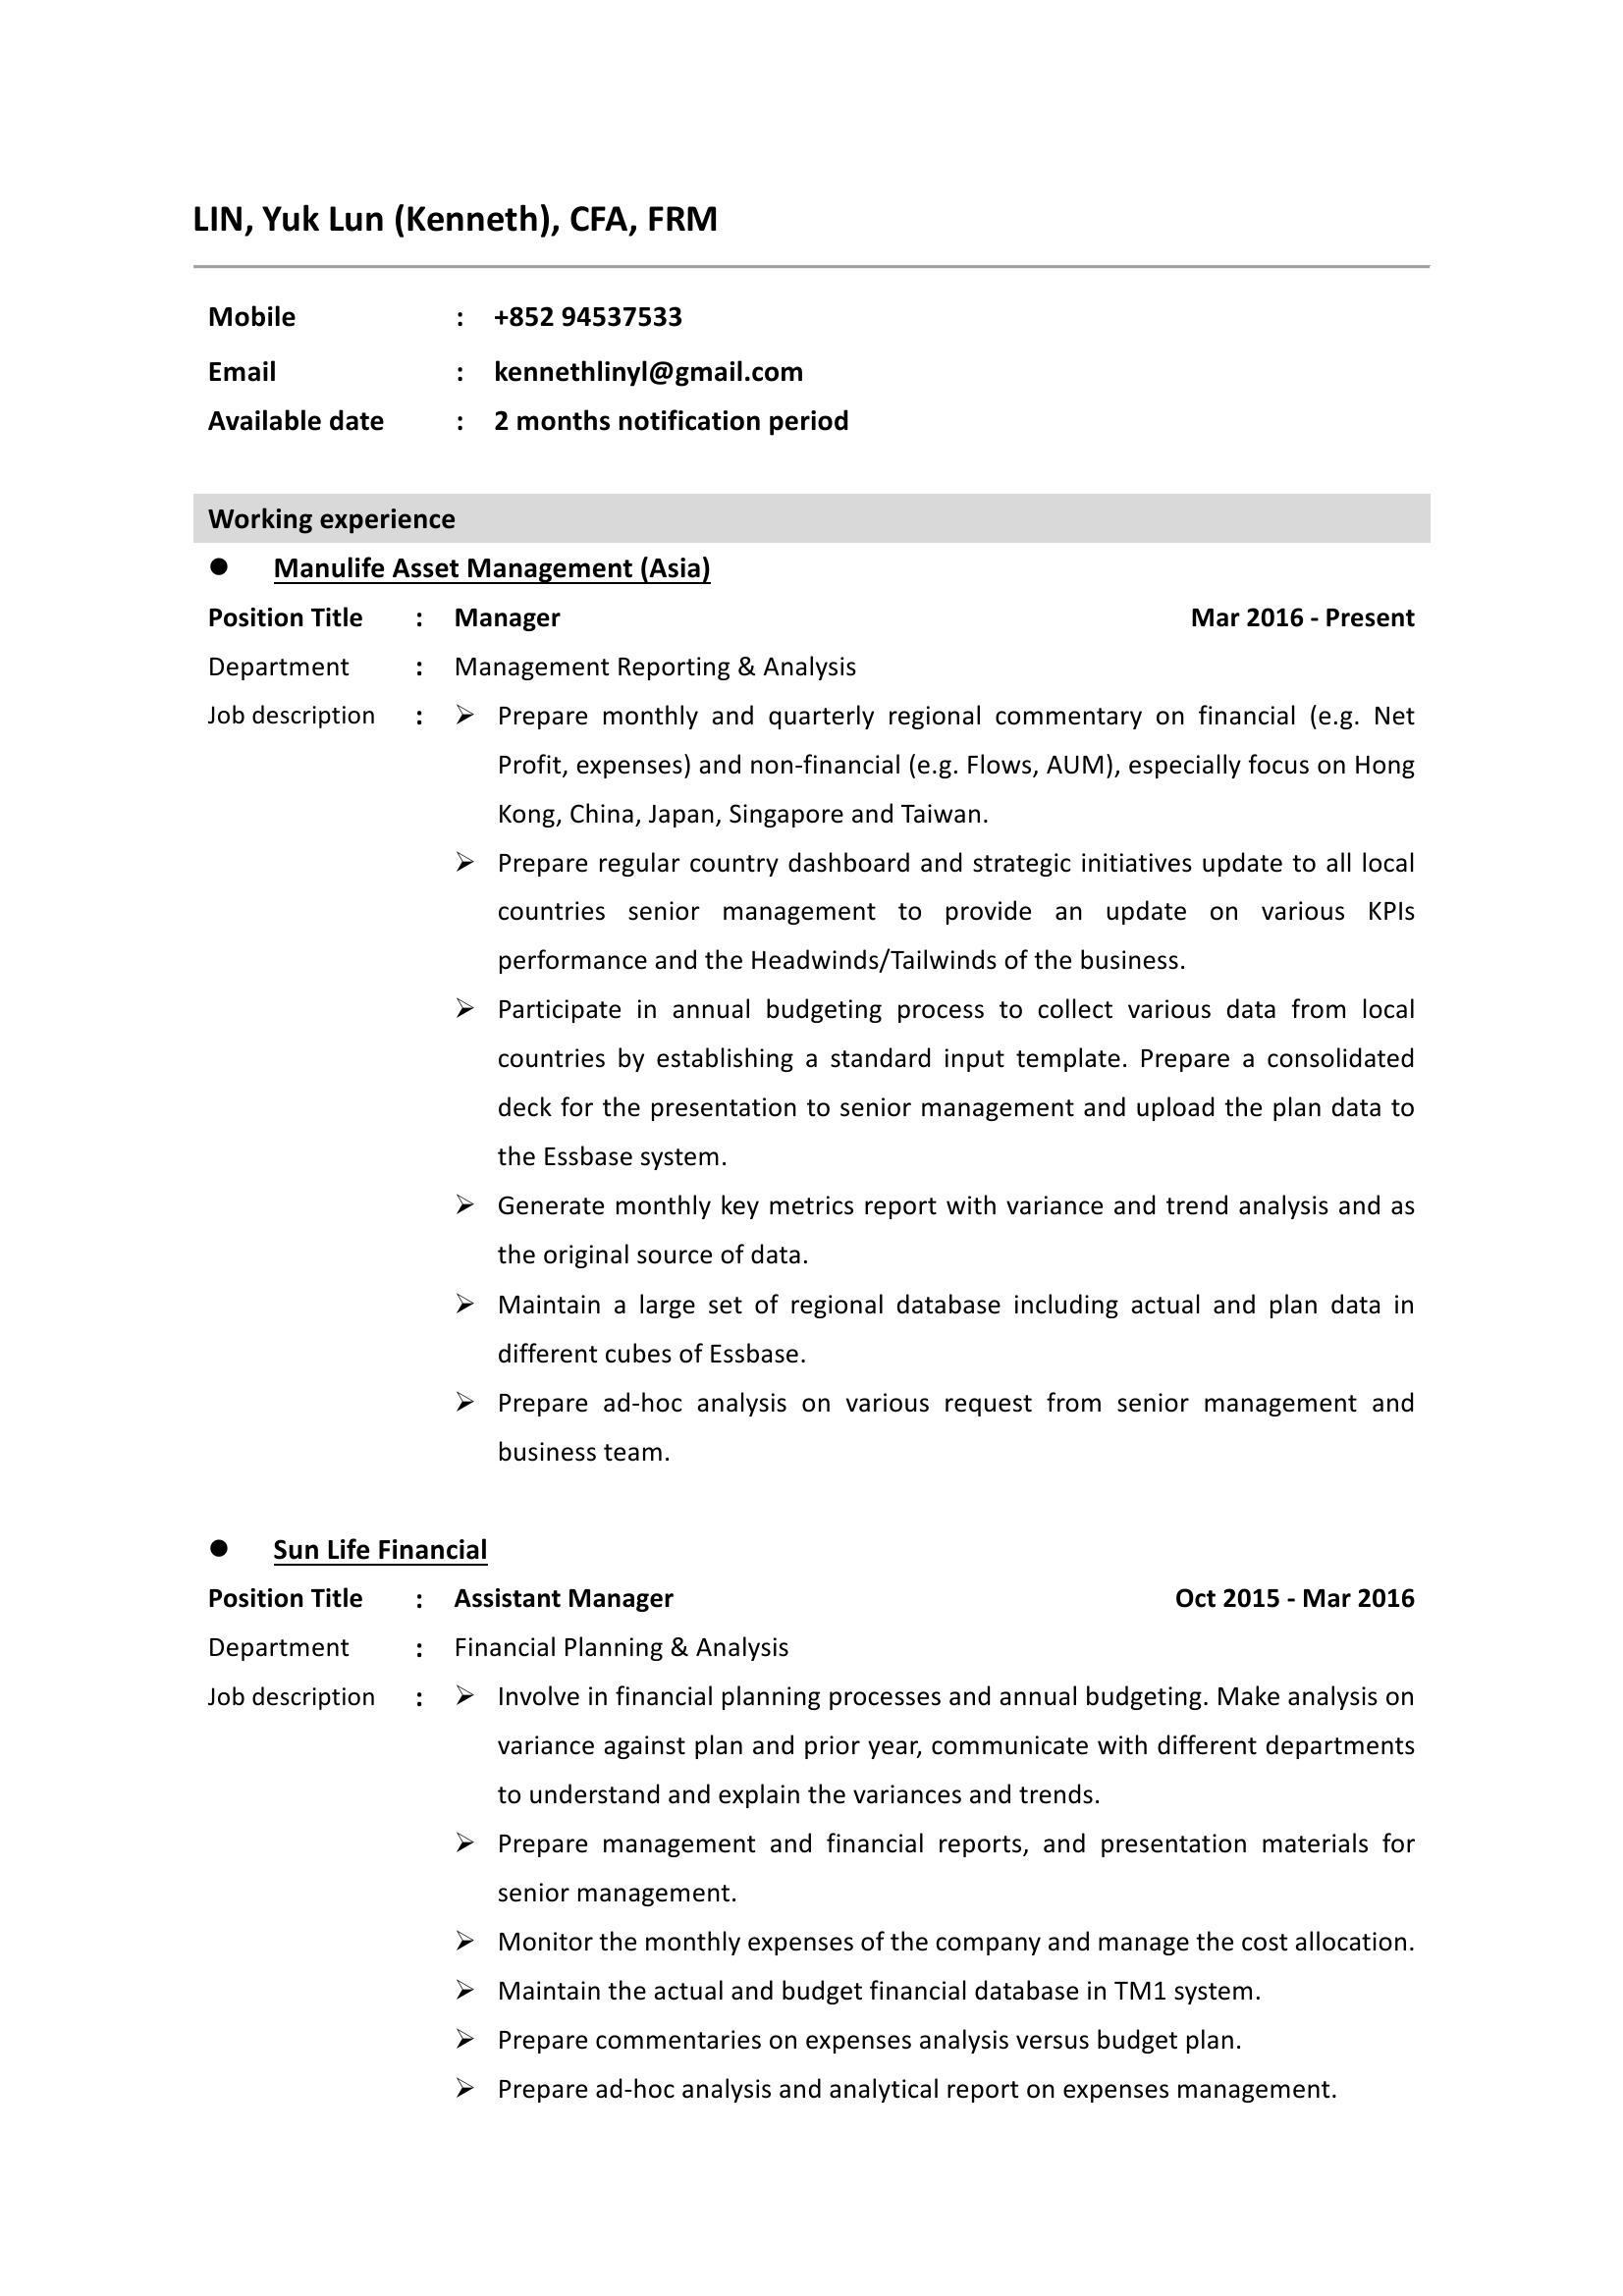 LIN, Yuk Lun (Kenneth), CFA, FRM
Mobile : +852 94537533
Email : kennethlinyl@gmail.com
Available date : 2 months notification period
Working experience
● Manulife Asset Management (Asia)
Position Title : Manager Mar 2016 - Present
Department : Management Reporting & Analysis
Job description : ➢ Prepare monthly and quarterly regional commentary on financial (e.g. Net
Profit, expenses) and non-financial (e.g. Flows, AUM), especially focus on Hong
Kong, China, Japan, Singapore and Taiwan.
➢ Prepare regular country dashboard and strategic initiatives update to all local
countries senior management to provide an update on various KPIs
performance and the Headwinds/Tailwinds of the business.
➢ Participate in annual budgeting process to collect various data from local
countries by establishing a standard input template. Prepare a consolidated
deck for the presentation to senior management and upload the plan data to
the Essbase system.
➢ Generate monthly key metrics report with variance and trend analysis and as
the original source of data.
➢ Maintain a large set of regional database including actual and plan data in
different cubes of Essbase.
➢ Prepare ad-hoc analysis on various request from senior management and
business team.
● Sun Life Financial
Position Title : Assistant Manager Oct 2015 - Mar 2016
Department : Financial Planning & Analysis
Job description : ➢ Involve in financial planning processes and annual budgeting. Make analysis on
variance against plan and prior year, communicate with different departments
to understand and explain the variances and trends.
➢ Prepare management and financial reports, and presentation materials for
senior management.
➢ Monitor the monthly expenses of the company and manage the cost allocation.
➢ Maintain the actual and budget financial database in TM1 system.
➢ Prepare commentaries on expenses analysis versus budget plan.
➢ Prepare ad-hoc analysis and analytical report on expenses management.